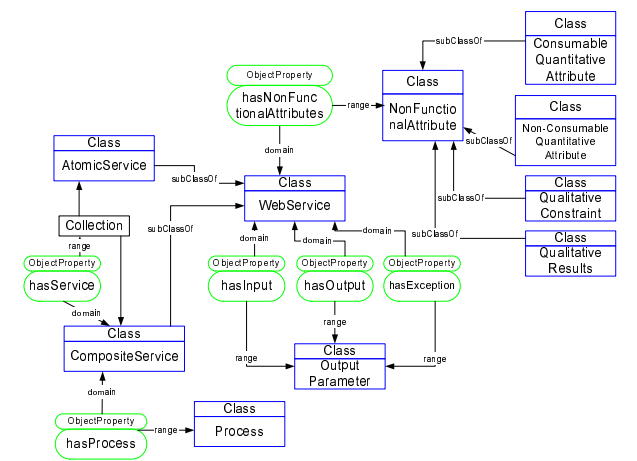 Class
Consumable
Quantitative
Attribute
subClassOf
ObjectProperty
hasNonFunc
tionalAttributes
range
Class
NonFunctio
nalAttribute
Class
Non-Consumable
Quantitative
Attribute
subClassOf
domain
Class
AtomicService
subClassOf
Class
WebService
Class
Qualitative
Constraint
subClassOf
Collection
subClassOf
domain
domain
domain
subClassOf
Class
Qualitative
Results
range
ObjectProperty
hasService
ObjectProperty
hasInput
ObjectProperty
hasOutput
ObjectProperty
hasException
domain
range
Class
CompositeService
range
range
Class
Output
Parameter
domain
ObjectProperty
hasProcess
range
Class
Process